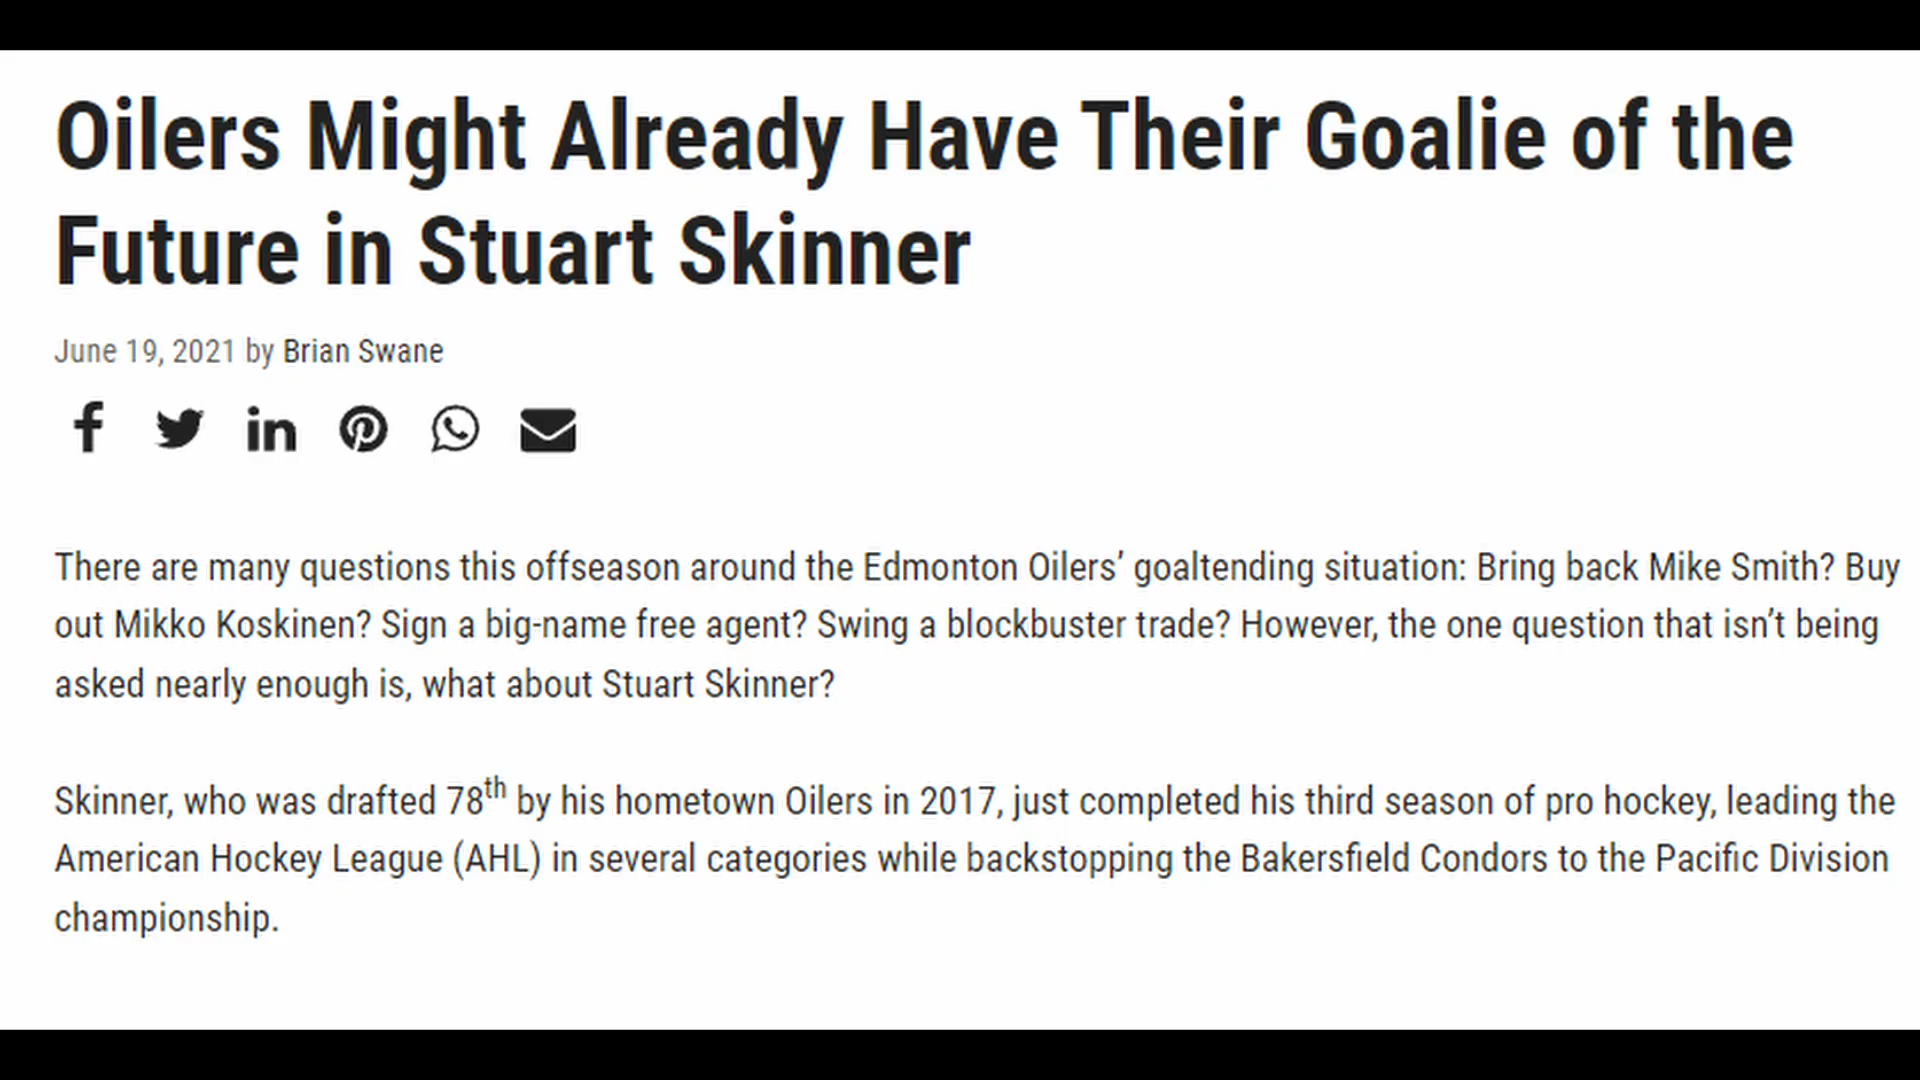 Oilers Might Already Have Their Goalie of the
Future in Stuart Skinner
June 19, 2021 by Brian Swane
There are many questions this offseason around the Edmonton Oilers’ goaltending situation: Bring back Mike Smith? Buy
out Mikko Koskinen? Sign a big-name free agent? Swing a blockbuster trade? However, the one question that isn’t being
asked nearly enough is, what about Stuart Skinner?
Skinner, who was drafted 78th by his hometown Oilers in 2017, just completed his third season of pro hockey, leading the
American Hockey League (AHL) in several categories while backstopping the Bakersfield Condors to the Pacific Division
championship.